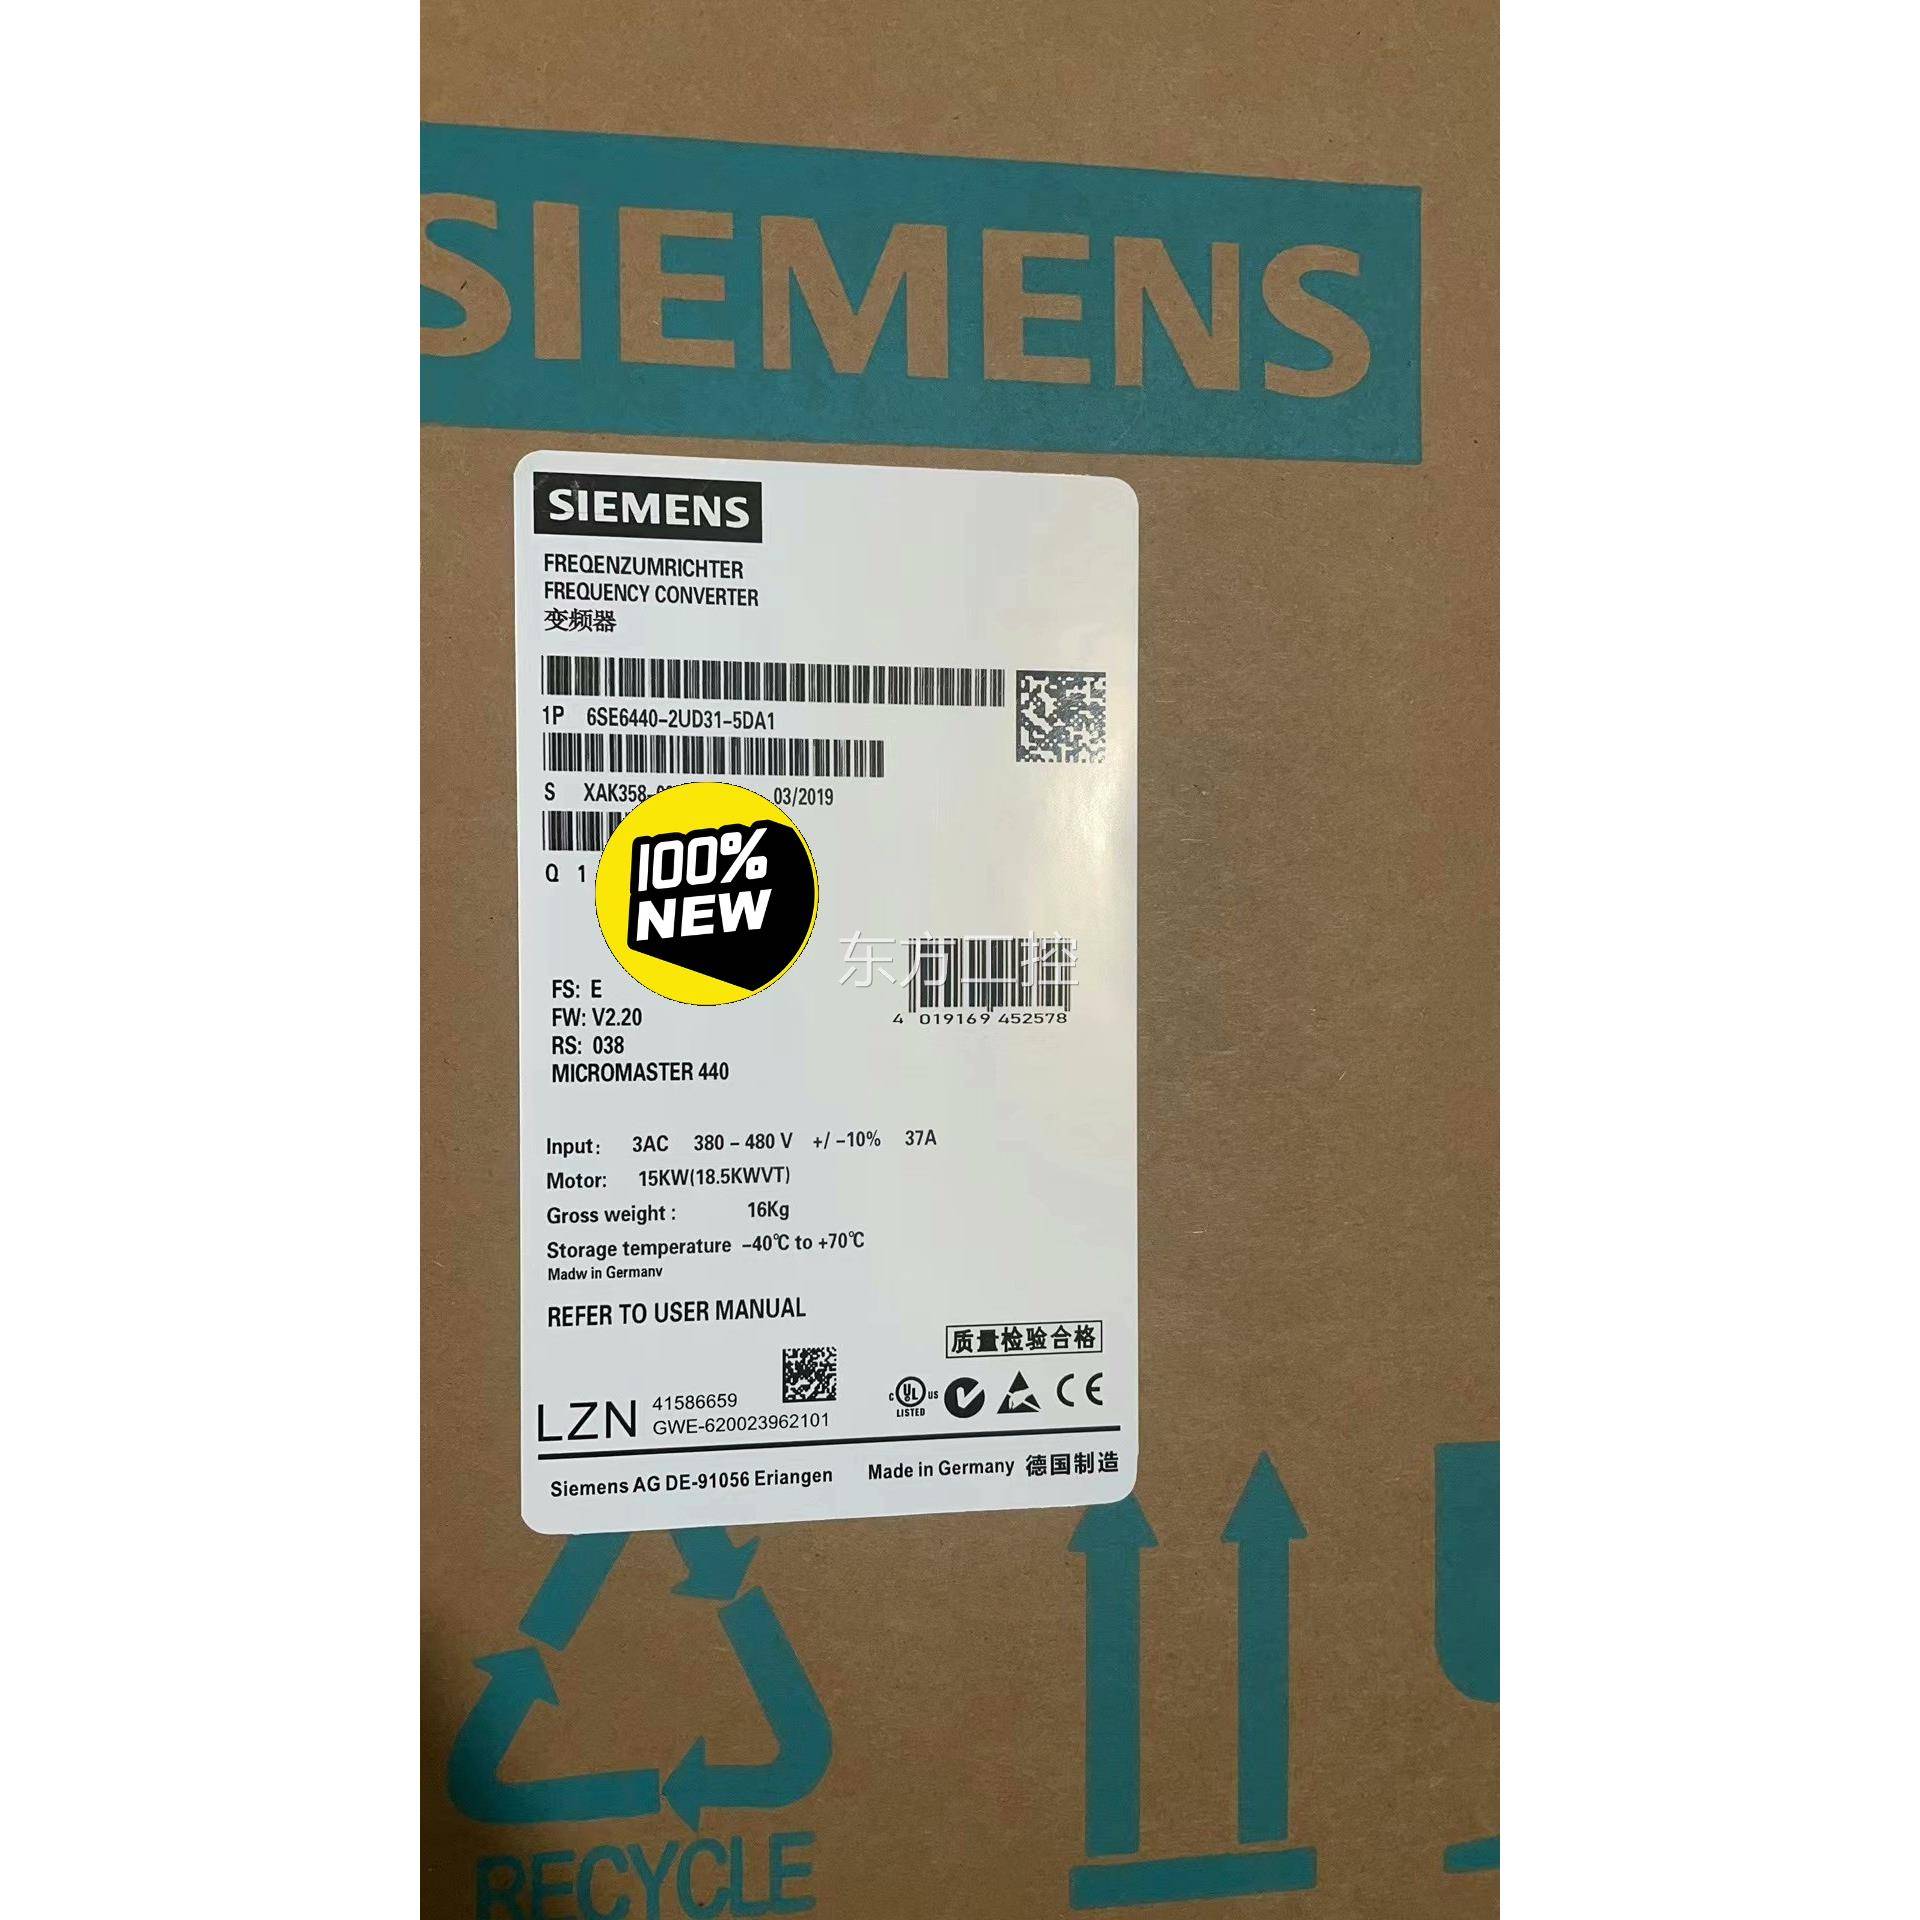 SIEMENS
SIEMENS
FREQENZUMRICHTER
FREQUENCY CONVERTER
变频器
1P 6SE6440-2UD31-5DA1
S XAK358- 03/2019
Q 1
100%
NEW
东方工控
4 019169 452578
FS: E
FW: V2.20
RS: 038
MICROMASTER 440
Input: 3AC 380 – 480 V +/ –10% 37A
Motor: 15KW(18.5KWVT)
Gross weight : 16Kg
Storage temperature –40℃ to +70℃
Madw in Germanv
REFER TO USER MANUAL
质量检验合格
LZN 41586659
GWE-620023962101
C UL US
LISTED
CE
Siemens AG DE-91056 Eriangen Made in Germany 德国制造
RECYCLE